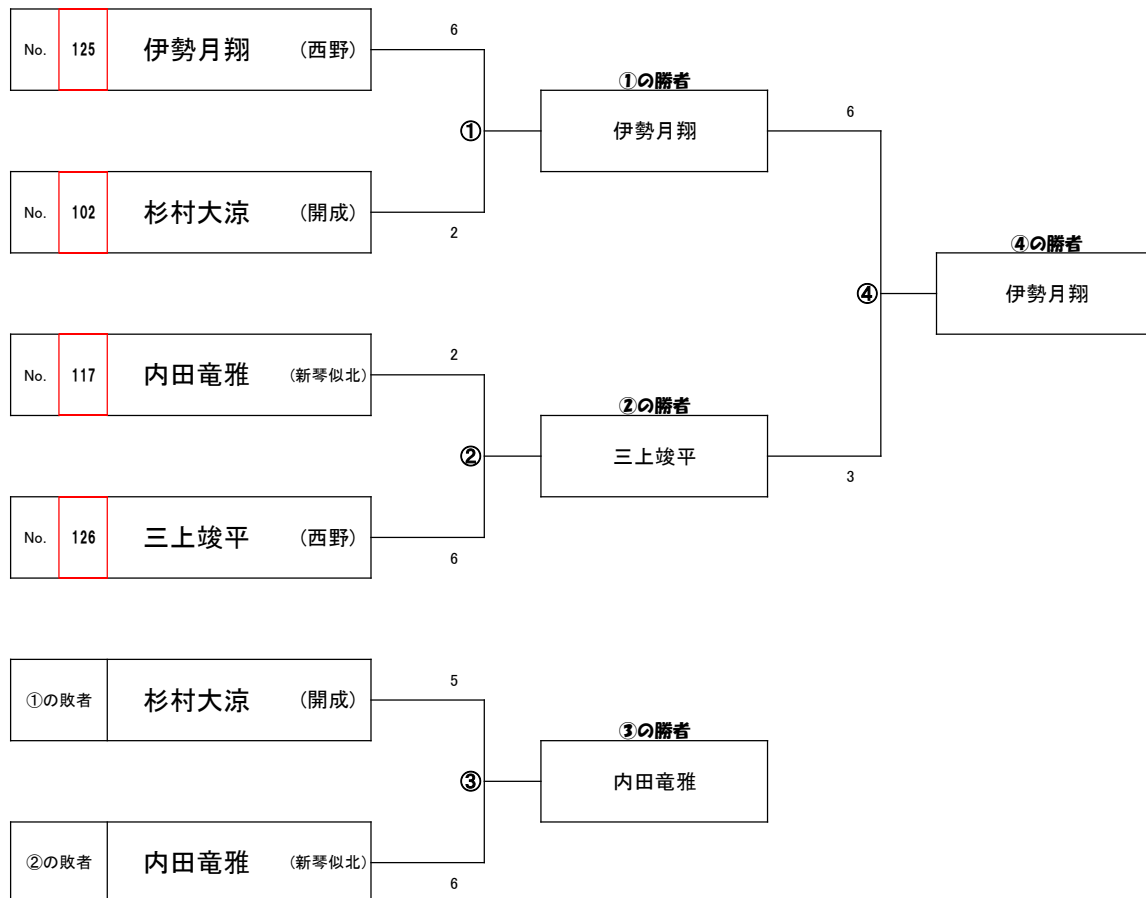 No. 125 伊勢月翔 (西野)
6
①の勝者
① 伊勢月翔
6
No. 102 杉村大涼 (開成)
2
④の勝者
④ 伊勢月翔
No. 117 内田竜雅 (新琴似北)
2
②の勝者
② 三上竣平
3
No. 126 三上竣平 (西野)
6
①の敗者 杉村大涼 (開成)
5
③の勝者
③ 内田竜雅
②の敗者 内田竜雅 (新琴似北)
6